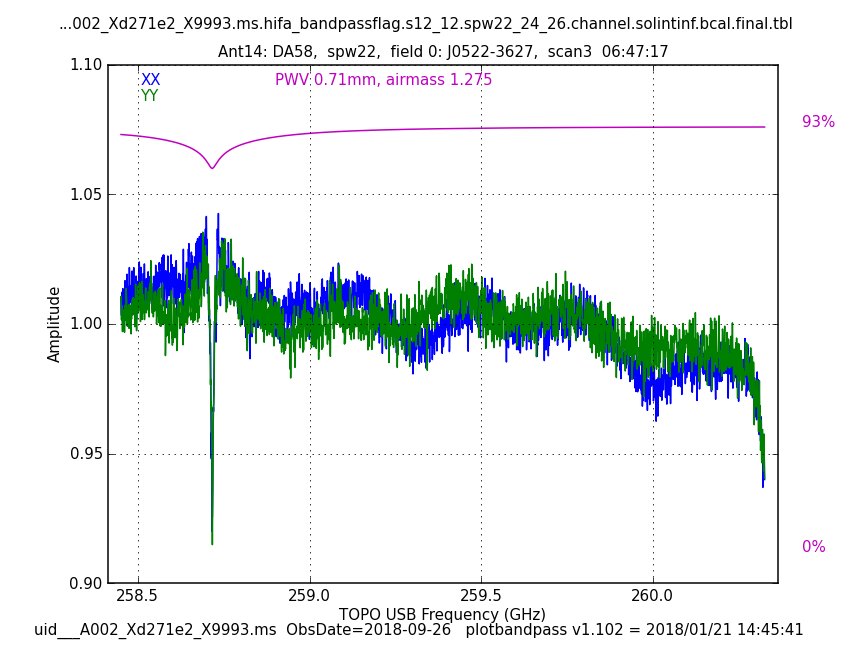 ...002_Xd271e2_X9993.ms.hifa_bandpassflag.s12_12.spw22_24_26.channel.solintinf.bcal.final.tbl
Ant14: DA58,  spw22,  field 0: J0522-3627,  scan3  06:47:17
XX
YY
PWV 0.71mm, airmass 1.275
93%
0%
1.10
1.05
1.00
0.95
0.90
Amplitude
258.5
259.0
259.5
260.0
TOPO USB Frequency (GHz)
uid___A002_Xd271e2_X9993.ms  ObsDate=2018-09-26   plotbandpass v1.102 = 2018/01/21 14:45:41